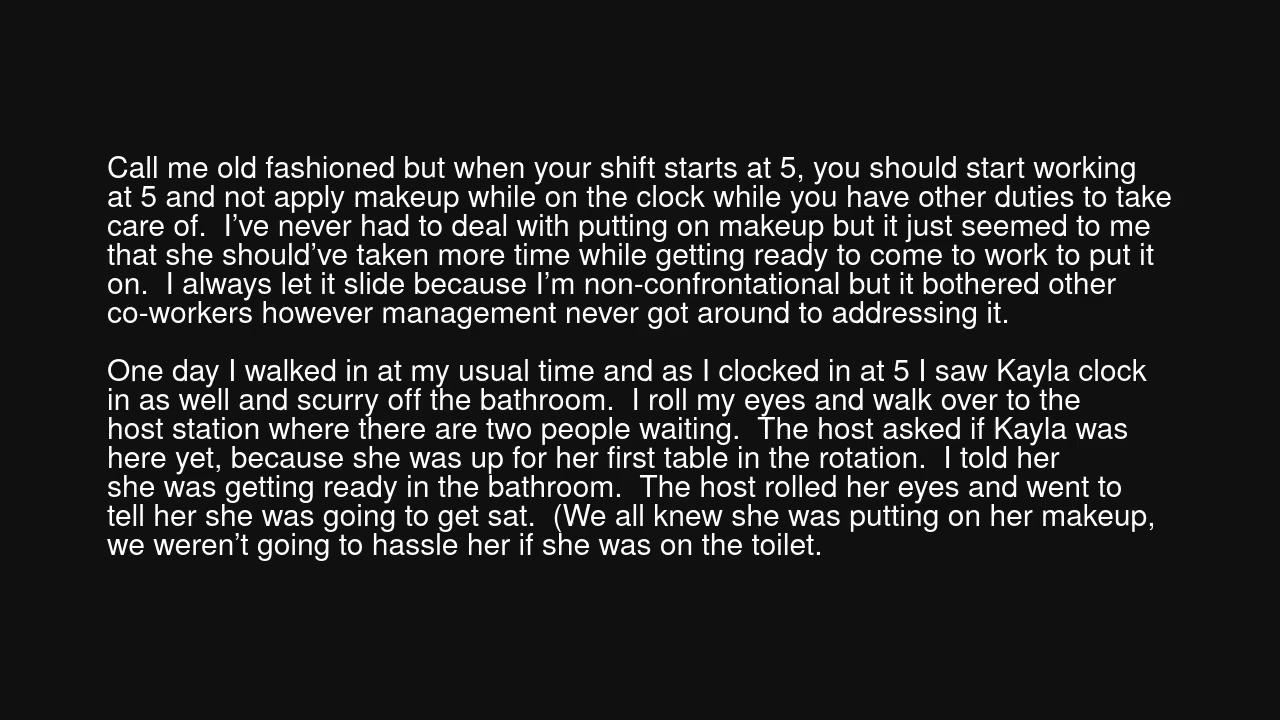 Call me old fashioned but when your shift starts at 5, you should start working
at 5 and not apply makeup while on the clock while you have other duties to take
care of.  I’ve never had to deal with putting on makeup but it just seemed to me
that she should’ve taken more time while getting ready to come to work to put it
on.  I always let it slide because I’m non-confrontational but it bothered other
co-workers however management never got around to addressing it.

One day I walked in at my usual time and as I clocked in at 5 I saw Kayla clock
in as well and scurry off the bathroom.  I roll my eyes and walk over to the
host station where there are two people waiting.  The host asked if Kayla was
here yet, because she was up for her first table in the rotation.  I told her
she was getting ready in the bathroom.  The host rolled her eyes and went to
tell her she was going to get sat.  (We all knew she was putting on her makeup,
we weren’t going to hassle her if she was on the toilet.